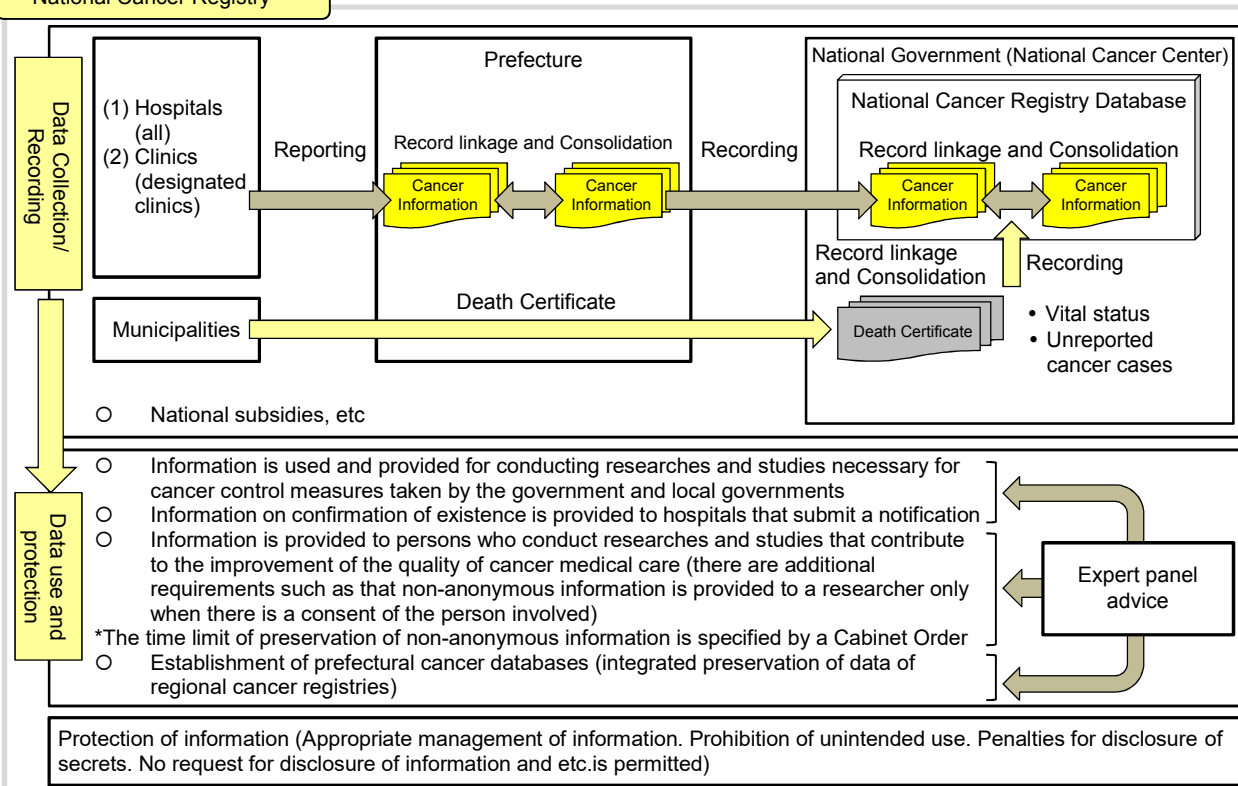 National Cancer Registry
Data Collection/
Recording
(1) Hospitals
(all)
(2) Clinics
(designated
clinics)
Reporting
Prefecture
Record linkage and Consolidation
Cancer
Information
Cancer
Information
Recording
National Government (National Cancer Center)
National Cancer Registry Database
Record linkage and Consolidation
Cancer
Information
Cancer
Information
Record linkage
and Consolidation
Recording
Municipalities
Death Certificate
Death Certificate
• Vital status
• Unreported
cancer cases
○ National subsidies, etc
Data use and
protection
○ Information is used and provided for conducting researches and studies necessary for
cancer control measures taken by the government and local governments
○ Information on confirmation of existence is provided to hospitals that submit a notification
○ Information is provided to persons who conduct researches and studies that contribute
to the improvement of the quality of cancer medical care (there are additional
requirements such as that non-anonymous information is provided to a researcher only
when there is a consent of the person involved)
*The time limit of preservation of non-anonymous information is specified by a Cabinet Order
○ Establishment of prefectural cancer databases (integrated preservation of data of
regional cancer registries)
Expert panel
advice
Protection of information (Appropriate management of information. Prohibition of unintended use. Penalties for disclosure of
secrets. No request for disclosure of information and etc.is permitted)